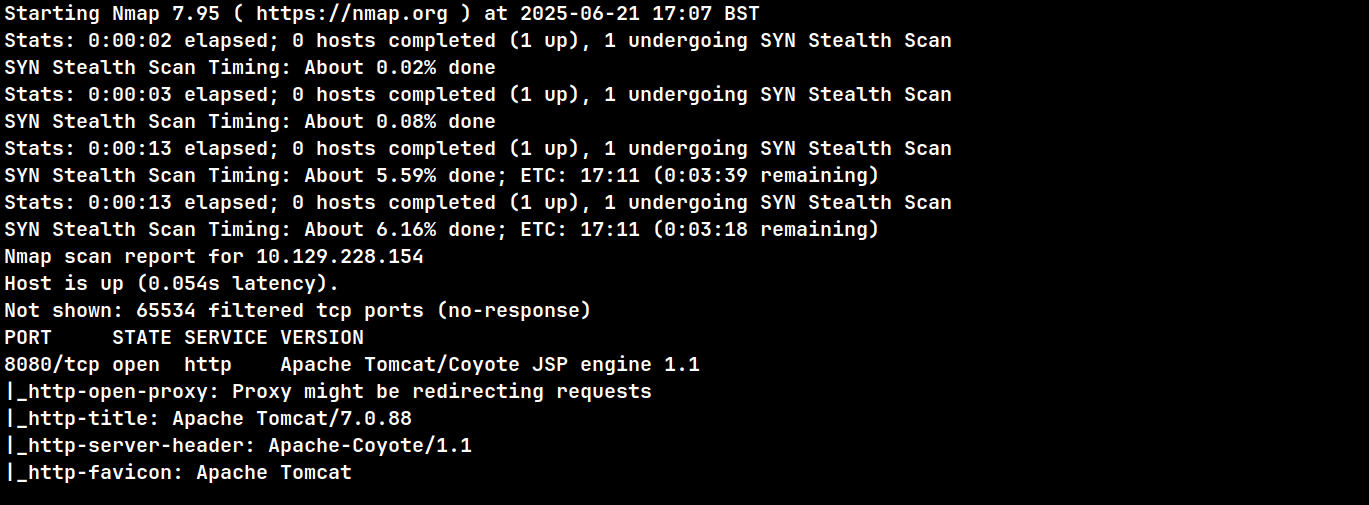 Starting Nmap 7.95 ( https://nmap.org ) at 2025-06-21 17:07 BST
Stats: 0:00:02 elapsed; 0 hosts completed (1 up), 1 undergoing SYN Stealth Scan
SYN Stealth Scan Timing: About 0.02% done
Stats: 0:00:03 elapsed; 0 hosts completed (1 up), 1 undergoing SYN Stealth Scan
SYN Stealth Scan Timing: About 0.08% done
Stats: 0:00:13 elapsed; 0 hosts completed (1 up), 1 undergoing SYN Stealth Scan
SYN Stealth Scan Timing: About 5.59% done; ETC: 17:11 (0:03:39 remaining)
Stats: 0:00:13 elapsed; 0 hosts completed (1 up), 1 undergoing SYN Stealth Scan
SYN Stealth Scan Timing: About 6.16% done; ETC: 17:11 (0:03:18 remaining)
Nmap scan report for 10.129.228.154
Host is up (0.054s latency).
Not shown: 65534 filtered tcp ports (no-response)
PORT     STATE SERVICE VERSION
8080/tcp open  http    Apache Tomcat/Coyote JSP engine 1.1
|_http-open-proxy: Proxy might be redirecting requests
|_http-title: Apache Tomcat/7.0.88
|_http-server-header: Apache-Coyote/1.1
|_http-favicon: Apache Tomcat